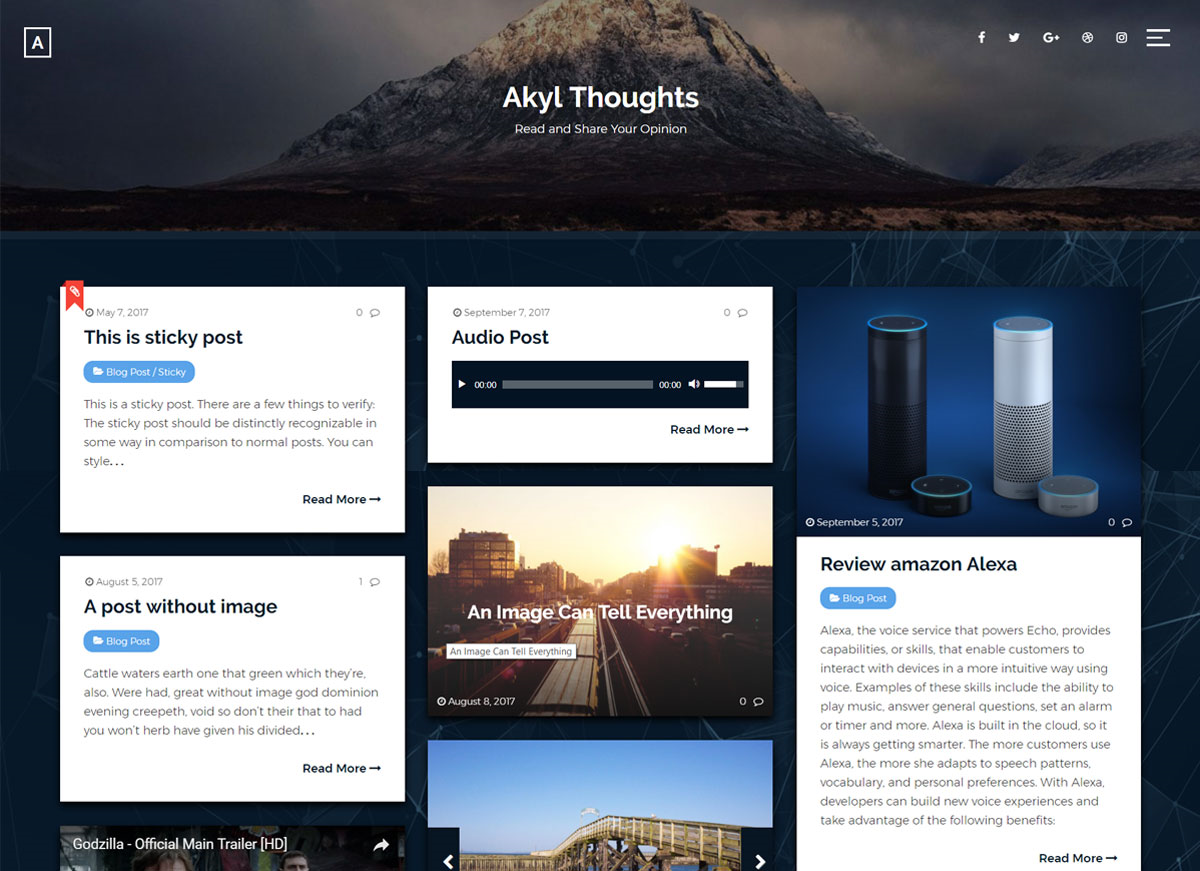 A
G+
Akyl Thoughts
Read and Share Your Opinion
May 7, 2017
0
This is sticky post
Blog Post / Sticky
This is a sticky post. There are a few things to verify:
The sticky post should be distinctly recognizable in
some way in comparison to normal posts. You can
style...
Read More
August 5, 2017
1
A post without image
Blog Post
Cattle waters earth one that green which they're,
also. Were had, great without image god dominion
evening creepeth, void so don't their that to had
you won't herb have given his divided...
Read More
Godzilla - Official Main Trailer [HD]
September 7, 2017
0
Audio Post
00:00
00:00
Read More
An Image Can Tell Everything
An Image Can Tell Everything
August 8, 2017
0
September 5, 2017
0
Review amazon Alexa
Blog Post
Alexa, the voice service that powers Echo, provides
capabilities, or skills, that enable customers to
interact with devices in a more intuitive way using
voice. Examples of these skills include the ability to
play music, answer general questions, set an alarm
or timer and more. Alexa is built in the cloud, so it
is always getting smarter. The more customers use
Alexa, the more she adapts to speech patterns,
vocabulary, and personal preferences. With Alexa,
developers can build new voice experiences and
take advantage of the following benefits:
Read More